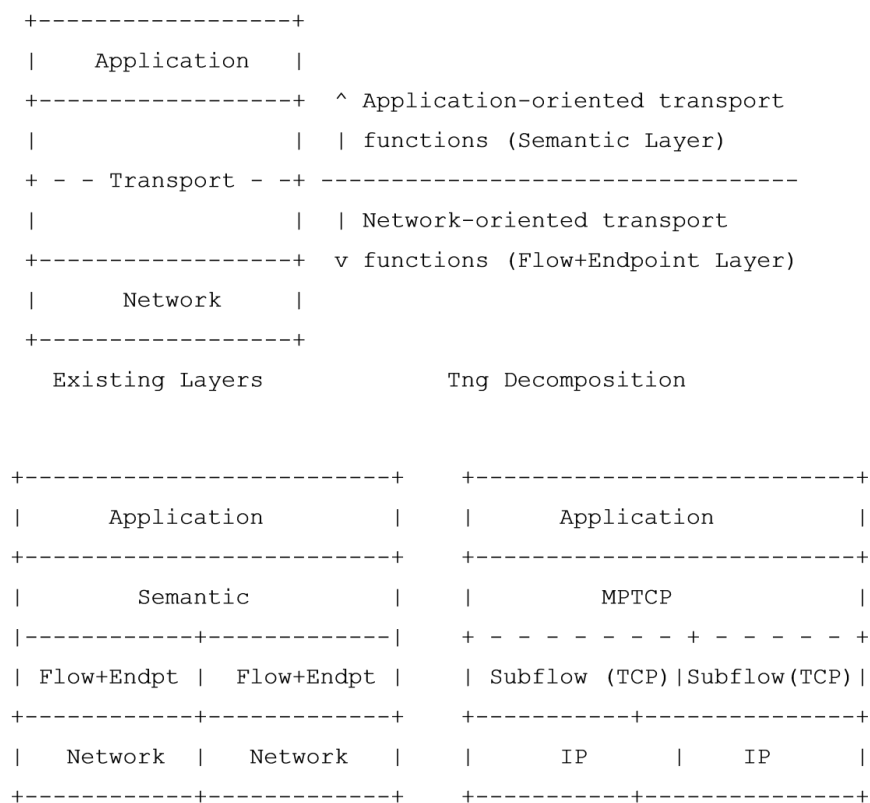 +------------------+
|    Application   |
+------------------+  ^ Application-oriented transport
|                  |  | functions (Semantic Layer)
+ - - Transport - -+ ----------------------------------
|                  |  | Network-oriented transport
+------------------+  v functions (Flow+Endpoint Layer)
|      Network     |
+------------------+
  Existing Layers             Tng Decomposition
+--------------------------+    +---------------------------+
|      Application         |    |      Application          |
+--------------------------+    +---------------------------+
|        Semantic          |    |         MPTCP             |
|------------+-------------|    + - - - - - - - + - - - - - +
| Flow+Endpt |  Flow+Endpt |    | Subflow (TCP)|Subflow(TCP)|
+------------+-------------+    +-----------+---------------+
|   Network  |   Network   |    |      IP      |    IP      |
+------------+-------------+    +-----------+---------------+